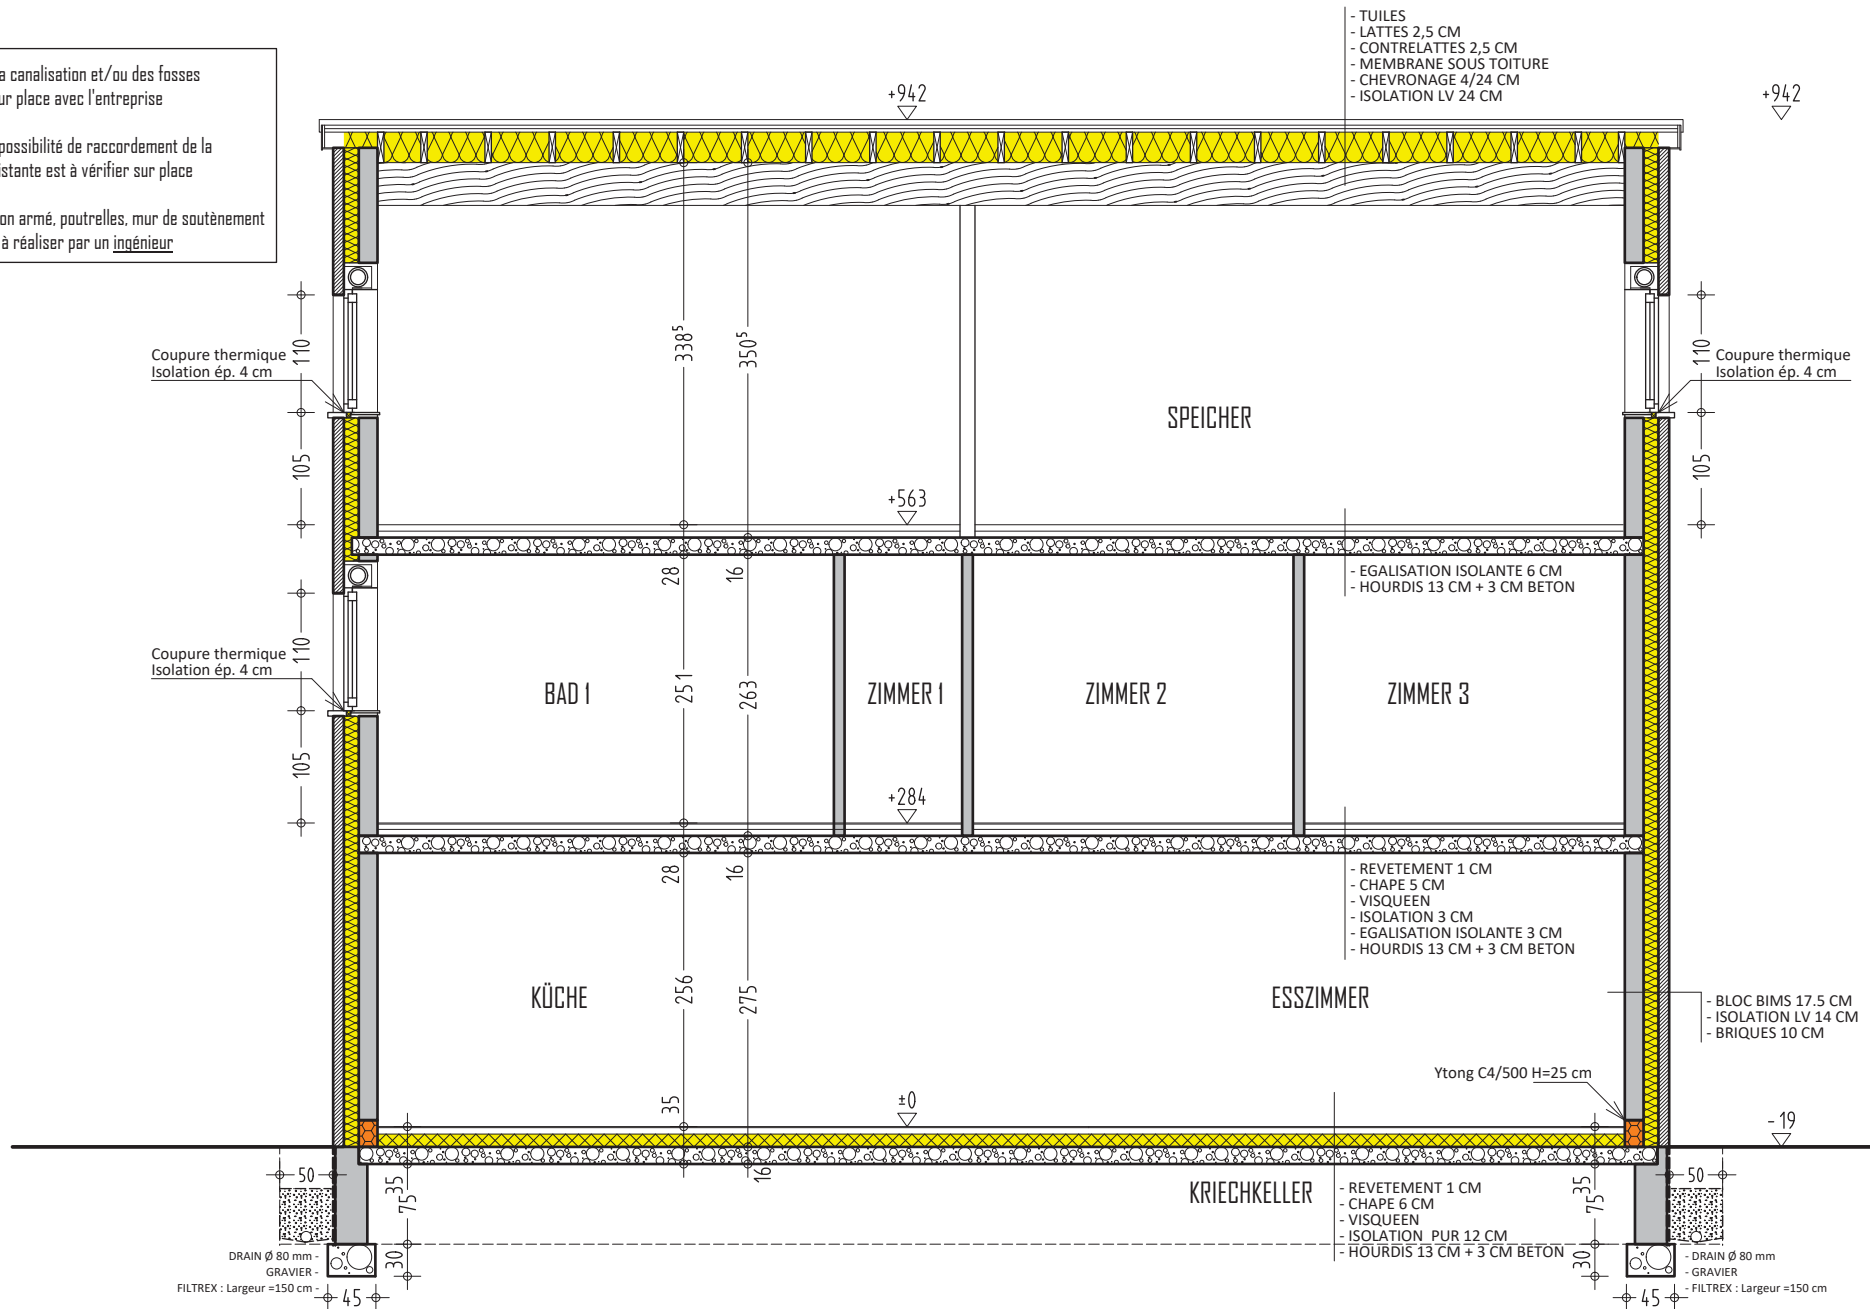 - TUILES
- LATTES 2,5 CM
- CONTRELATTES 2,5 CM
- MEMBRANE SOUS TOITURE
- CHEVRONAGE 4/24 CM
- ISOLATION LV 24 CM
a canalisation et/ou des fosses
ur place avec l'entreprise
possibilité de raccordement de la
istante est à vérifier sur place
on armé, poutrelles, mur de soutènement
à réaliser par un ingénieur
+942
+942
110
338⁵
350⁵
110
Coupure thermique
Isolation ép. 4 cm
Coupure thermique
Isolation ép. 4 cm
SPEICHER
105
105
+563
28
16
- EGALISATION ISOLANTE 6 CM
- HOURDIS 13 CM + 3 CM BETON
110
Coupure thermique
Isolation ép. 4 cm
BAD 1
251
263
ZIMMER 1
ZIMMER 2
ZIMMER 3
105
+284
28
16
- REVETEMENT 1 CM
- CHAPE 5 CM
- VISQUEEN
- ISOLATION 3 CM
- EGALISATION ISOLANTE 3 CM
- HOURDIS 13 CM + 3 CM BETON
KÜCHE
256
275
ESSZIMMER
- BLOC BIMS 17.5 CM
- ISOLATION LV 14 CM
- BRIQUES 10 CM
Ytong C4/500 H=25 cm
35
±0
-19
50
35
75
16
KRIECHKELLER
- REVETEMENT 1 CM
- CHAPE 6 CM
- VISQUEEN
- ISOLATION PUR 12 CM
- HOURDIS 13 CM + 3 CM BETON
35
75
50
30
30
DRAIN Ø 80 mm -
GRAVIER -
FILTREX : Largeur =150 cm -
45
- DRAIN Ø 80 mm
- GRAVIER
- FILTREX : Largeur =150 cm
45